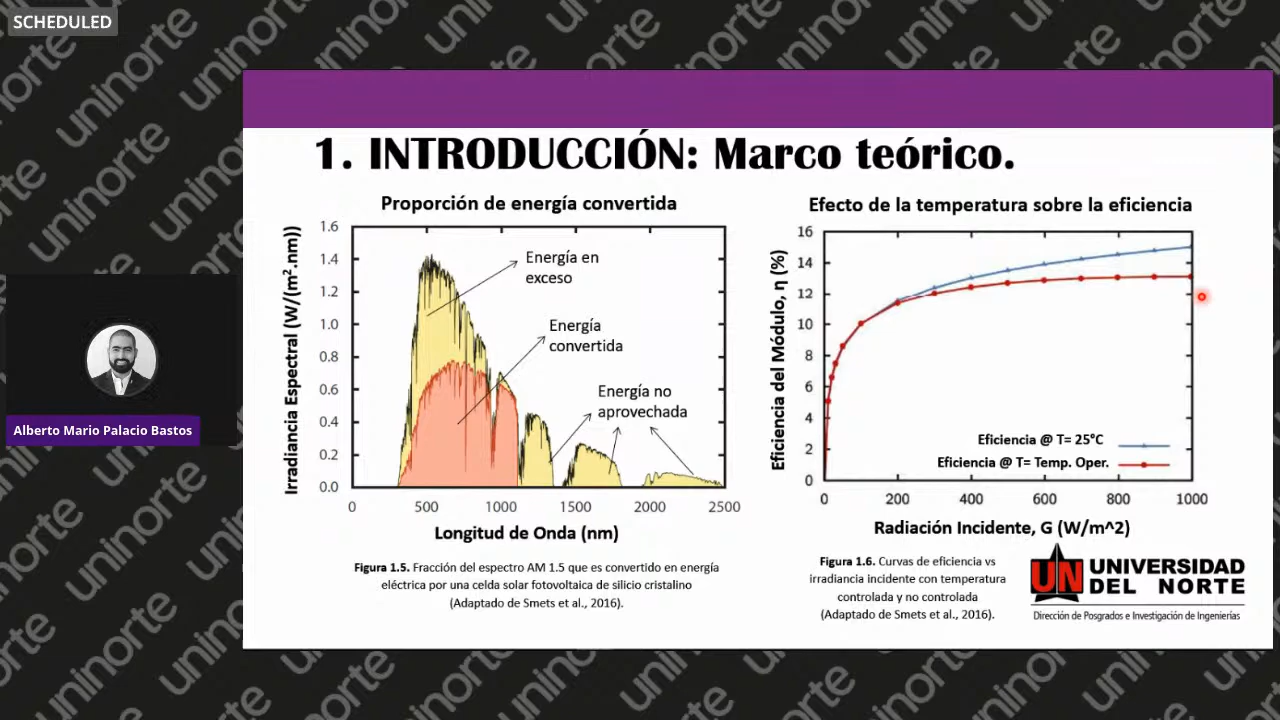 SCHEDULED
1. INTRODUCCIÓN: Marco teórico.
Proporción de energía convertida
Irradiancia Espectral (W/(m².nm))
1.6
1.4
1.2
1.0
0.8
0.6
0.4
0.2
0.0
Energía en
exceso
Energía
convertida
Energía no
aprovechada
0 500 1000 1500 2000 2500
Longitud de Onda (nm)
Figura 1.5. Fracción del espectro AM 1.5 que es convertido en energía
eléctrica por una celda solar fotovoltaica de silicio cristalino
(Adaptado de Smets et al., 2016).
Efecto de la temperatura sobre la eficiencia
Eficiencia del Módulo, η (%)
16
14
12
10
8
6
4
2
0
Eficiencia @ T= 25°C
Eficiencia @ T= Temp. Oper.
0 200 400 600 800 1000
Radiación Incidente, G (W/m^2)
Figura 1.6. Curvas de eficiencia vs
irradiancia incidente con temperatura
controlada y no controlada
(Adaptado de Smets et al., 2016).
UN UNIVERSIDAD
DEL NORTE
Dirección de Posgrados e Investigación de Ingenierías
Alberto Mario Palacio Bastos
uninorte